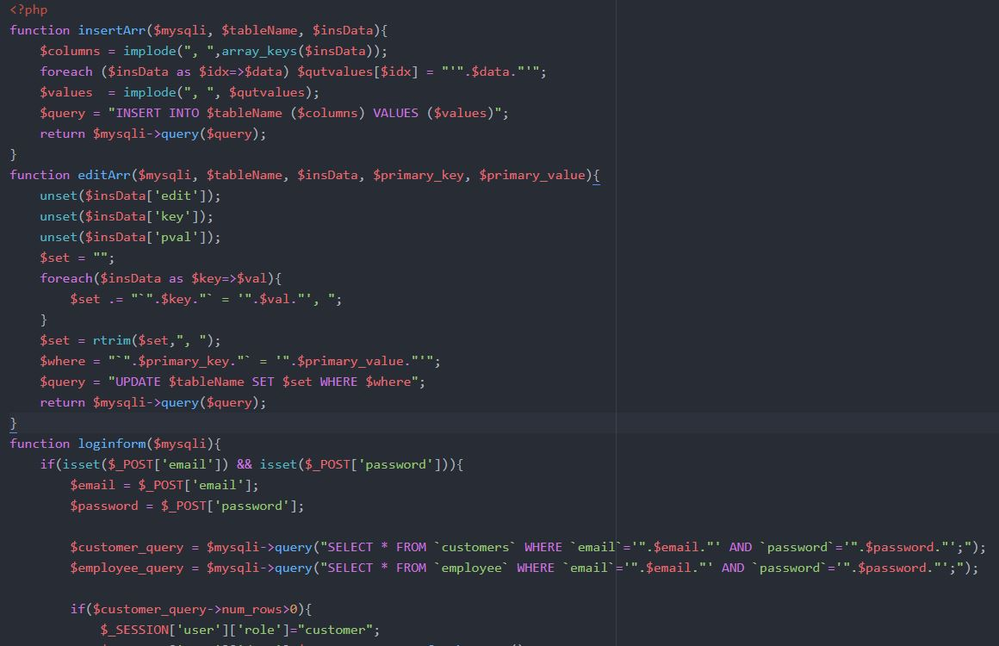 <?php
function insertArr($mysqli, $tableName, $insData){
    $columns = implode(", ",array_keys($insData));
    foreach ($insData as $idx=>$data) $qutvalues[$idx] = "'".$data."'";
    $values  = implode(", ", $qutvalues);
    $query = "INSERT INTO $tableName ($columns) VALUES ($values)";
    return $mysqli->query($query);
}
function editArr($mysqli, $tableName, $insData, $primary_key, $primary_value){
    unset($insData['edit']);
    unset($insData['key']);
    unset($insData['pval']);
    $set = "";
    foreach($insData as $key=>$val){
        $set .= "`".$key."` = '".$val."', ";
    }
    $set = rtrim($set,", ");
    $where = "`".$primary_key."` = '".$primary_value."'";
    $query = "UPDATE $tableName SET $set WHERE $where";
    return $mysqli->query($query);
}
function loginform($mysqli){
    if(isset($_POST['email']) && isset($_POST['password'])){
        $email = $_POST['email'];
        $password = $_POST['password'];

        $customer_query = $mysqli->query("SELECT * FROM `customers` WHERE `email`='".$email."' AND `password`='".$password."';");
        $employee_query = $mysqli->query("SELECT * FROM `employee` WHERE `email`='".$email."' AND `password`='".$password."';");

        if($customer_query->num_rows>0){
            $_SESSION['user']['role']="customer";